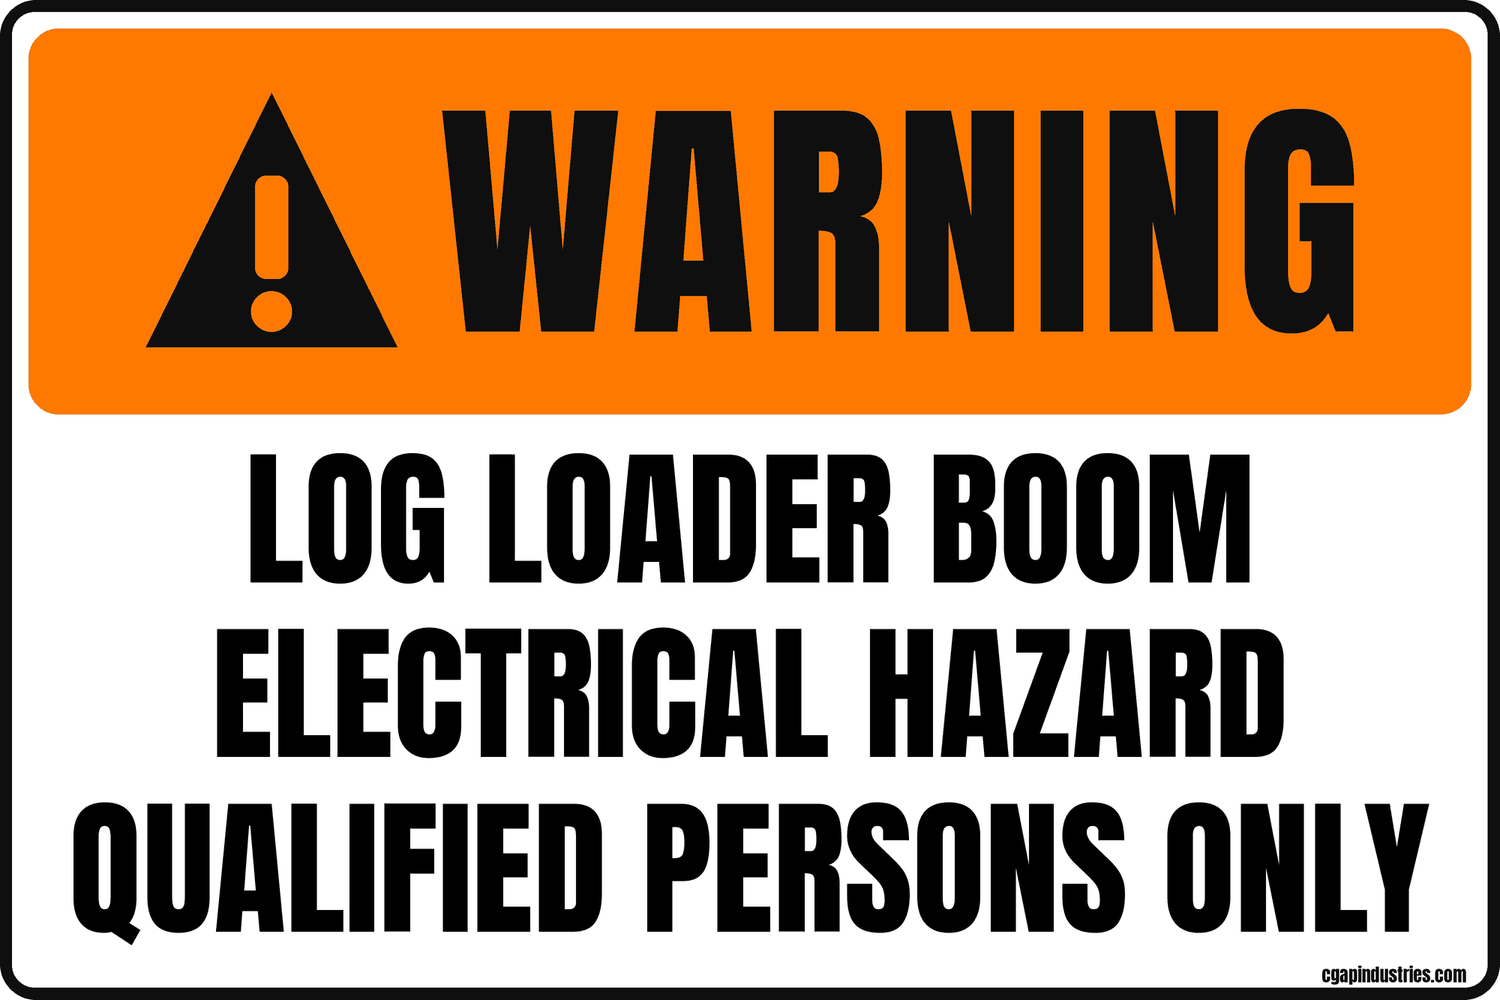 WARNING
LOG LOADER BOOM
ELECTRICAL HAZARD
QUALIFIED PERSONS ONLY
cgapindustries.com